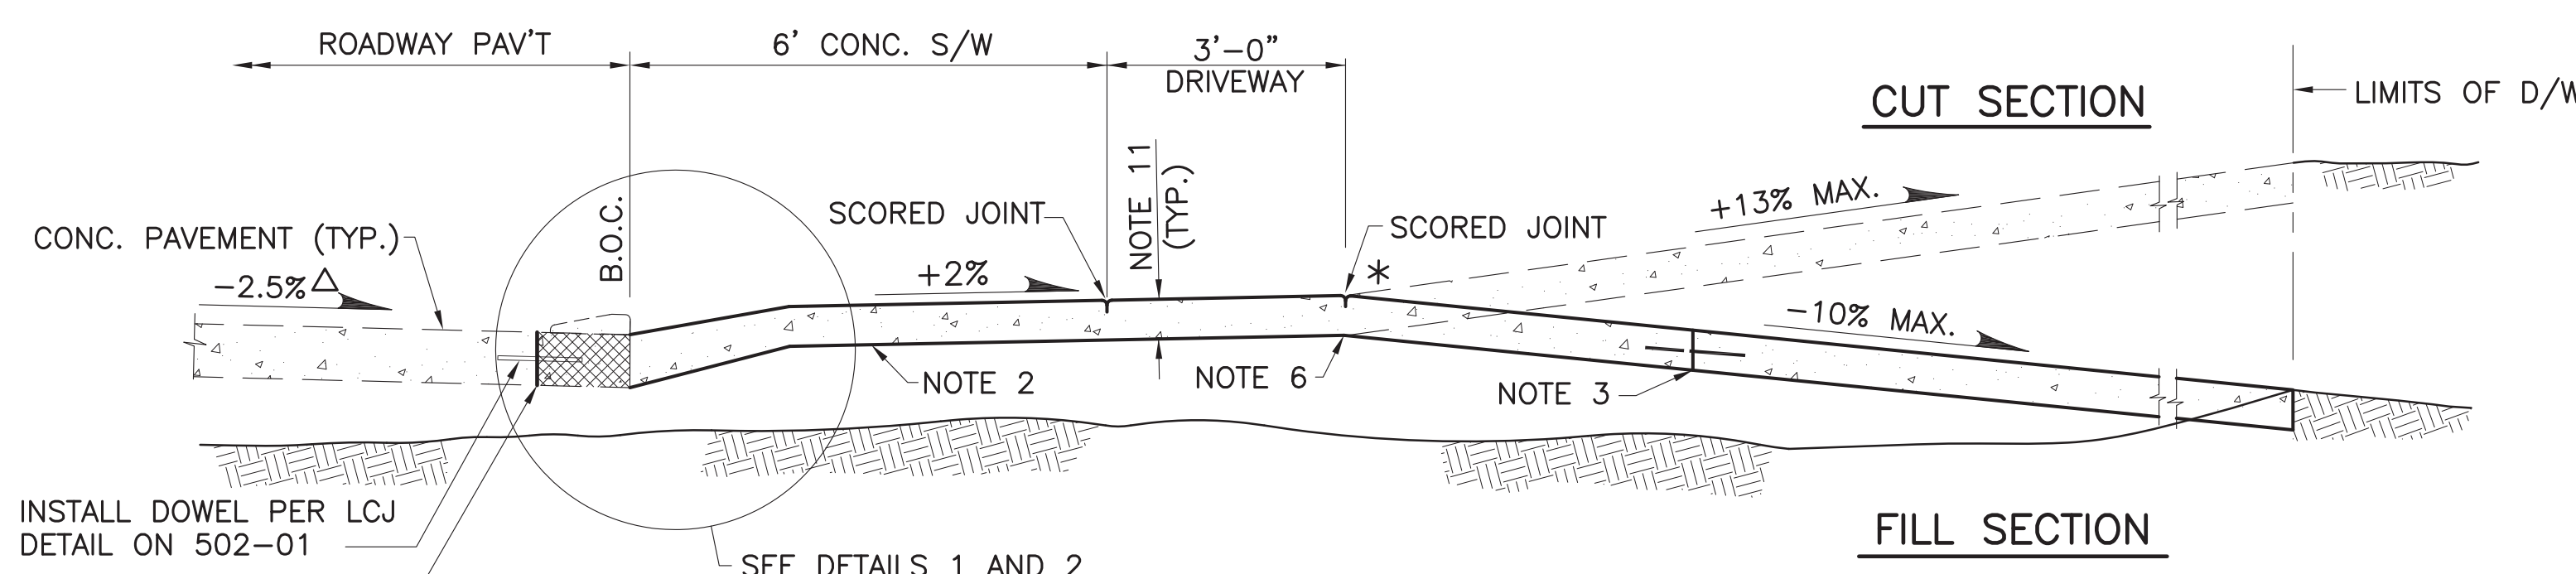 ROADWAY PAV'T
6' CONC. S/W
3'-0"
DRIVEWAY
CUT SECTION
LIMITS OF D/W
CONC. PAVEMENT (TYP.)
-2.5% △
B.O.C.
SCORED JOINT
+2%
NOTE 11
(TYP.)
SCORED JOINT
*
+13% MAX.
-10% MAX.
NOTE 2
NOTE 6
NOTE 3
INSTALL DOWEL PER LCJ
DETAIL ON 502-01
SEE DETAILS 1 AND 2
FILL SECTION